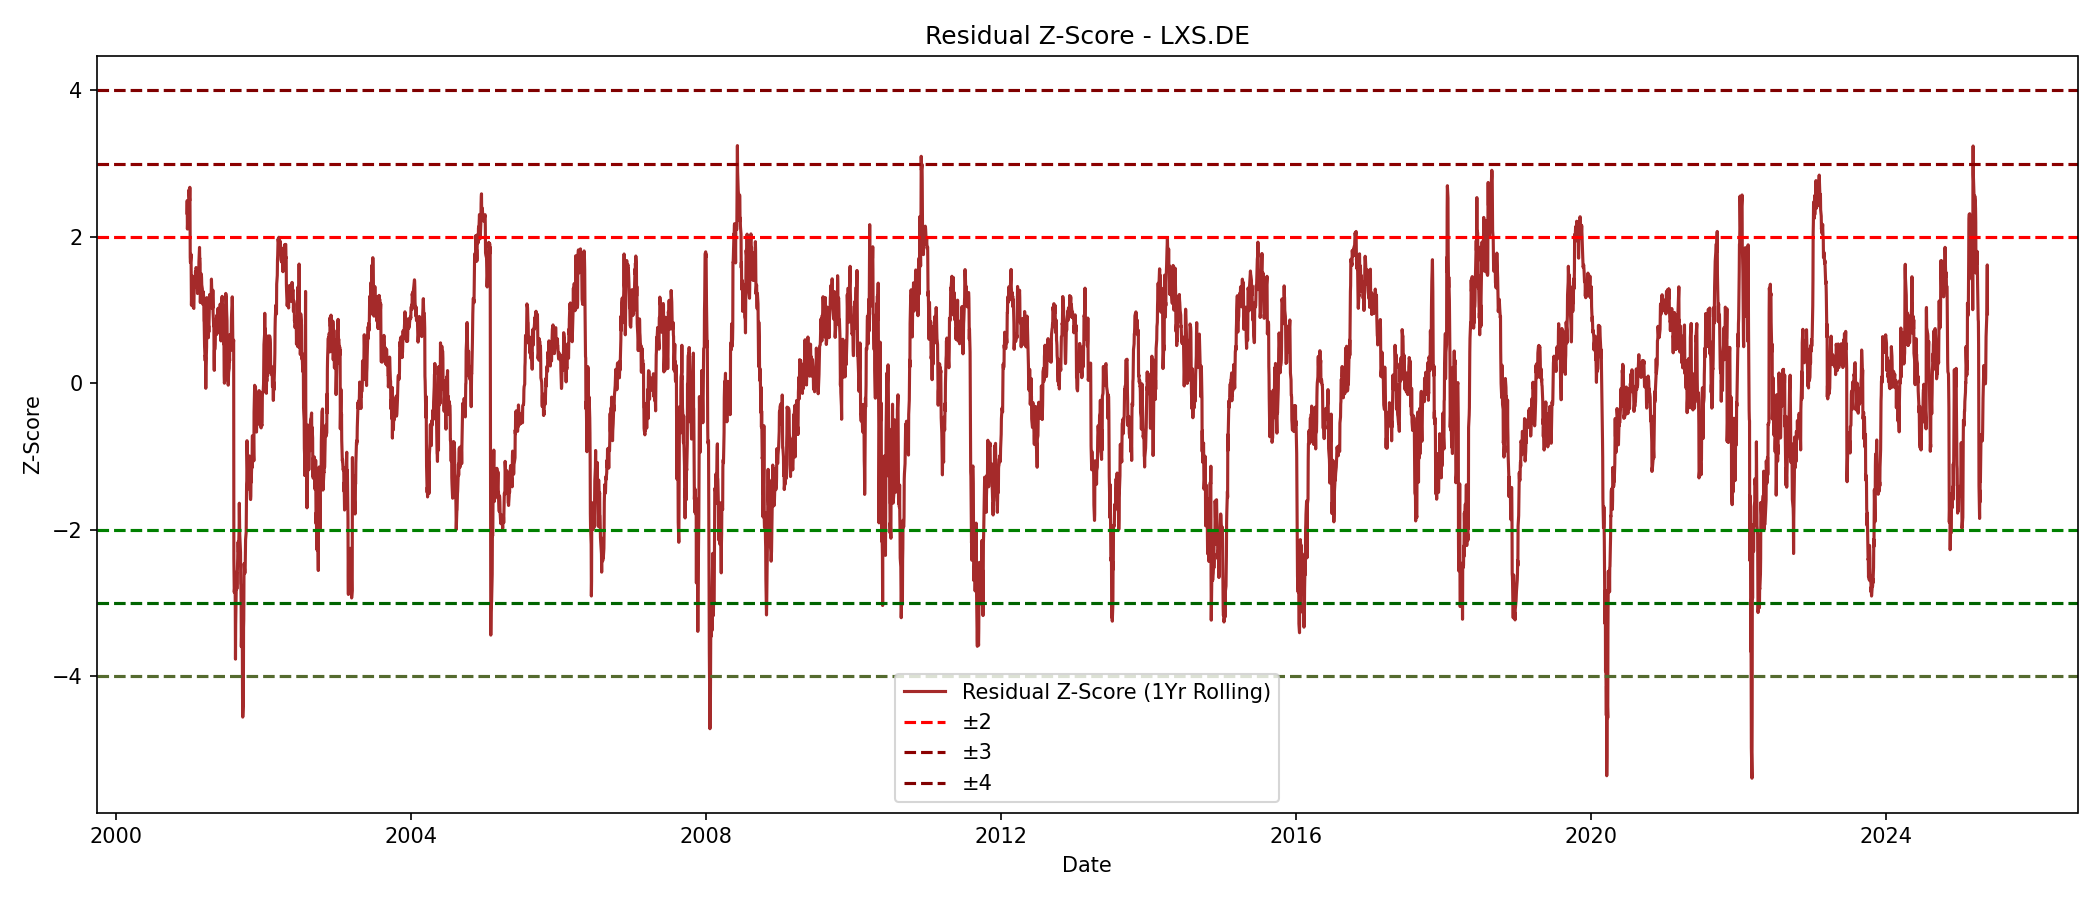 Residual Z-Score - LXS.DE
4
2
0
−2
−4
Z-Score
Residual Z-Score (1Yr Rolling)
±2
±3
±4
2000 2004 2008 2012 2016 2020 2024
Date